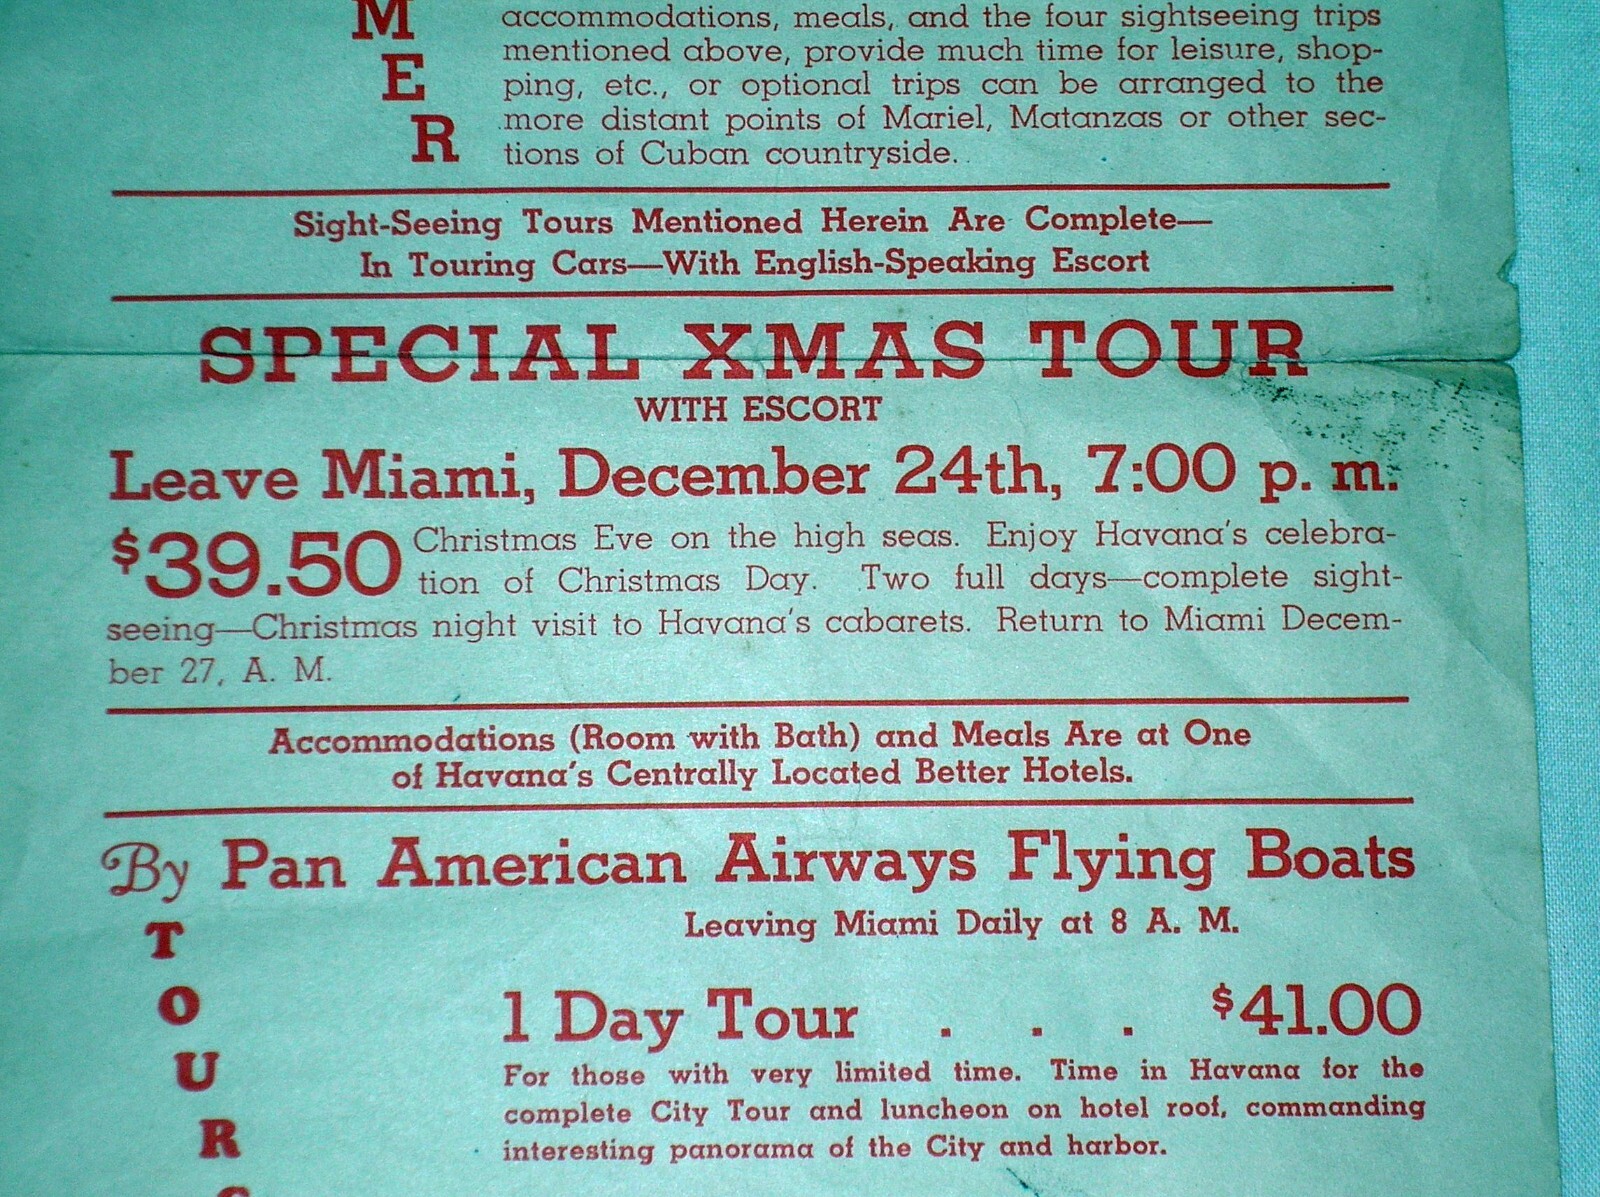 M
E
R
accommodations, meals, and the four sightseeing trips
mentioned above, provide much time for leisure, shop-
ping, etc., or optional trips can be arranged to the
more distant points of Mariel, Matanzas or other sec-
tions of Cuban countryside.
Sight-Seeing Tours Mentioned Herein Are Complete—
In Touring Cars—With English-Speaking Escort
SPECIAL XMAS TOUR
WITH ESCORT
Leave Miami, December 24th, 7:00 p. m.
$39.50 Christmas Eve on the high seas. Enjoy Havana's celebra-
tion of Christmas Day. Two full days—complete sight-
seeing—Christmas night visit to Havana's cabarets. Return to Miami Decem-
ber 27, A. M.
Accommodations (Room with Bath) and Meals Are at One
of Havana's Centrally Located Better Hotels.
By Pan American Airways Flying Boats
Leaving Miami Daily at 8 A. M.
T
O
U
R
1 Day Tour . . . $41.00
For those with very limited time. Time in Havana for the
complete City Tour and luncheon on hotel roof, commanding
interesting panorama of the City and harbor.